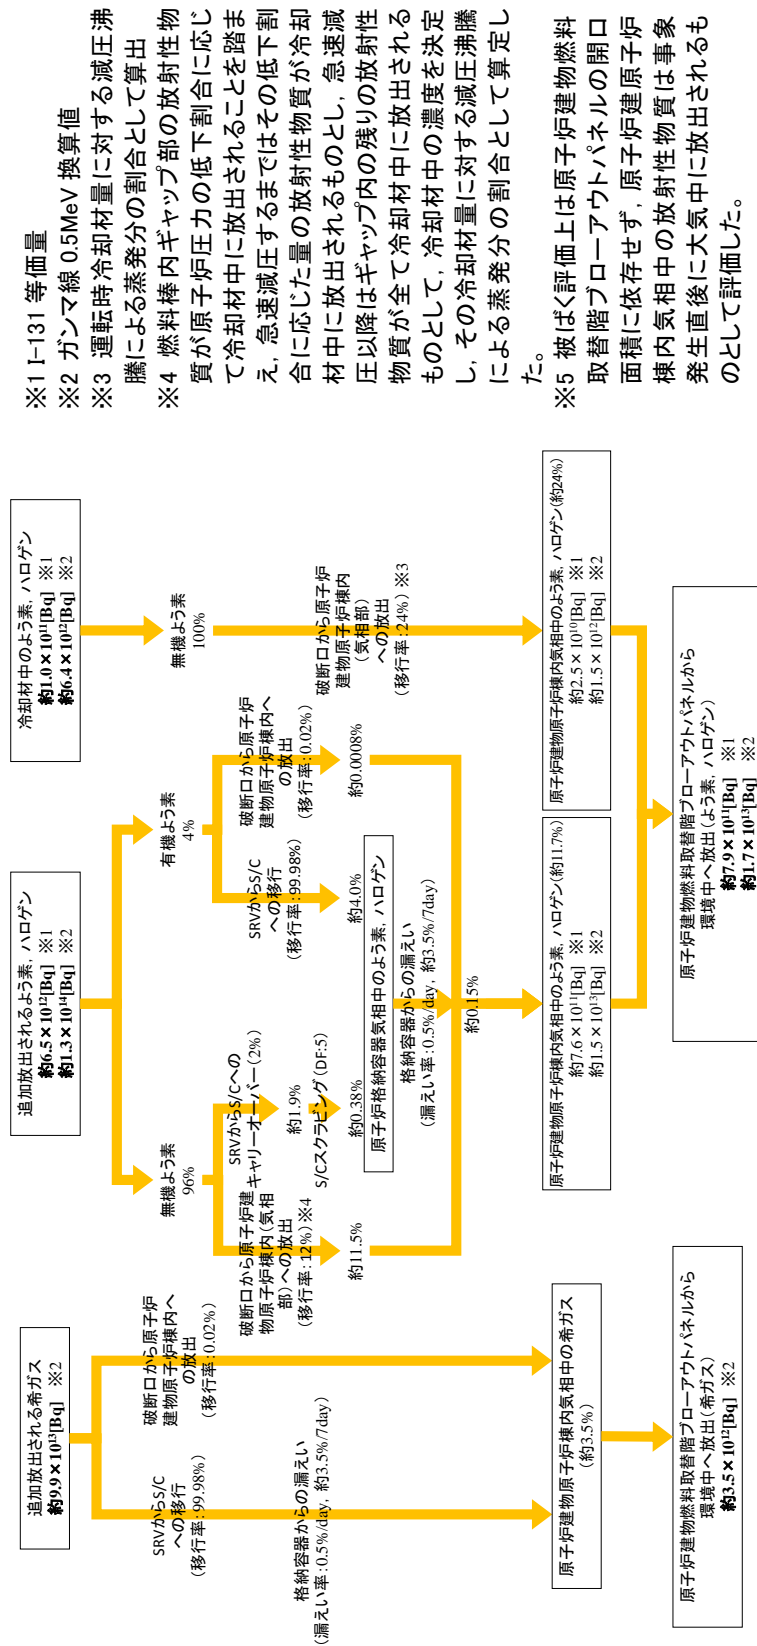 追加放出される希ガス
約9.9×10¹³[Bq] ※2
SRVからS/C
への移行
(移行率:99.98%)
破断口から原子炉
建物原子炉棟内へ
の放出
(移行率:0.02%)
格納容器からの漏えい
(漏えい率:0.5%/day, 約3.5%/7day)
原子炉建物原子炉棟内気相中の希ガス
(約3.5%)
原子炉建物燃料取替階ブローアウトパネルから
環境中へ放出(希ガス)
約3.5×10¹²[Bq] ※2
追加放出されるよう素, ハロゲン
約6.5×10¹²[Bq] ※1
約1.3×10¹⁴[Bq] ※2
無機よう素
96%
有機よう素
4%
破断口から原子炉建
物原子炉棟内(気相
部)への放出
(移行率:12%)※4
SRVからS/Cへの
キャリーオーバー(2%)
約1.9%
S/Cスクラビング(DF:5)
約11.5%
約0.38%
SRVからS/C
への移行
(移行率:99.98%)
破断口から原子炉
建物原子炉棟内へ
の放出
(移行率:0.02%)
約4.0%
約0.0008%
原子炉格納容器気相中のよう素, ハロゲン
格納容器からの漏えい
(漏えい率:0.5%/day, 約3.5%/7day)
約0.15%
原子炉建物原子炉棟内気相中のよう素, ハロゲン(約11.7%)
約7.6×10¹¹[Bq] ※1
約1.5×10¹³[Bq] ※2
冷却材中のよう素, ハロゲン
約1.0×10¹¹[Bq] ※1
約6.4×10¹²[Bq] ※2
無機よう素
100%
破断口から原子炉
建物原子炉棟内
(気相部)
への放出
(移行率:24%)※3
原子炉建物原子炉棟内気相中のよう素, ハロゲン(約24%)
約2.5×10¹⁰[Bq] ※1
約1.5×10¹²[Bq] ※2
原子炉建物燃料取替階ブローアウトパネルから
環境中へ放出(よう素, ハロゲン)
約7.9×10¹¹[Bq] ※1
約1.7×10¹³[Bq] ※2
※1 I-131 等価量
※2 ガンマ線 0.5MeV 換算値
※3 運転時冷却材量に対する減圧沸
騰による蒸発分の割合として算出
※4 燃料棒内ギャップ部の放射性物
質が原子炉圧力の低下割合に応じ
て冷却材中に放出されることを踏ま
え, 急速減圧するまではその低下割
合に応じた量の放射性物質が冷却
材中に放出されるものとし, 急速減
圧以降はギャップ内の残りの放射性
物質が全て冷却材中に放出される
ものとして, 冷却材中の濃度を決定
し, その冷却材量に対する減圧沸騰
による蒸発分の割合として算定し
た。
※5 被ばく評価上は原子炉建物燃料
取替階ブローアウトパネルの開口
面積に依存せず, 原子炉建原子炉
棟内気相中の放射性物質は事象
発生直後に大気中に放出されるも
のとして評価した。